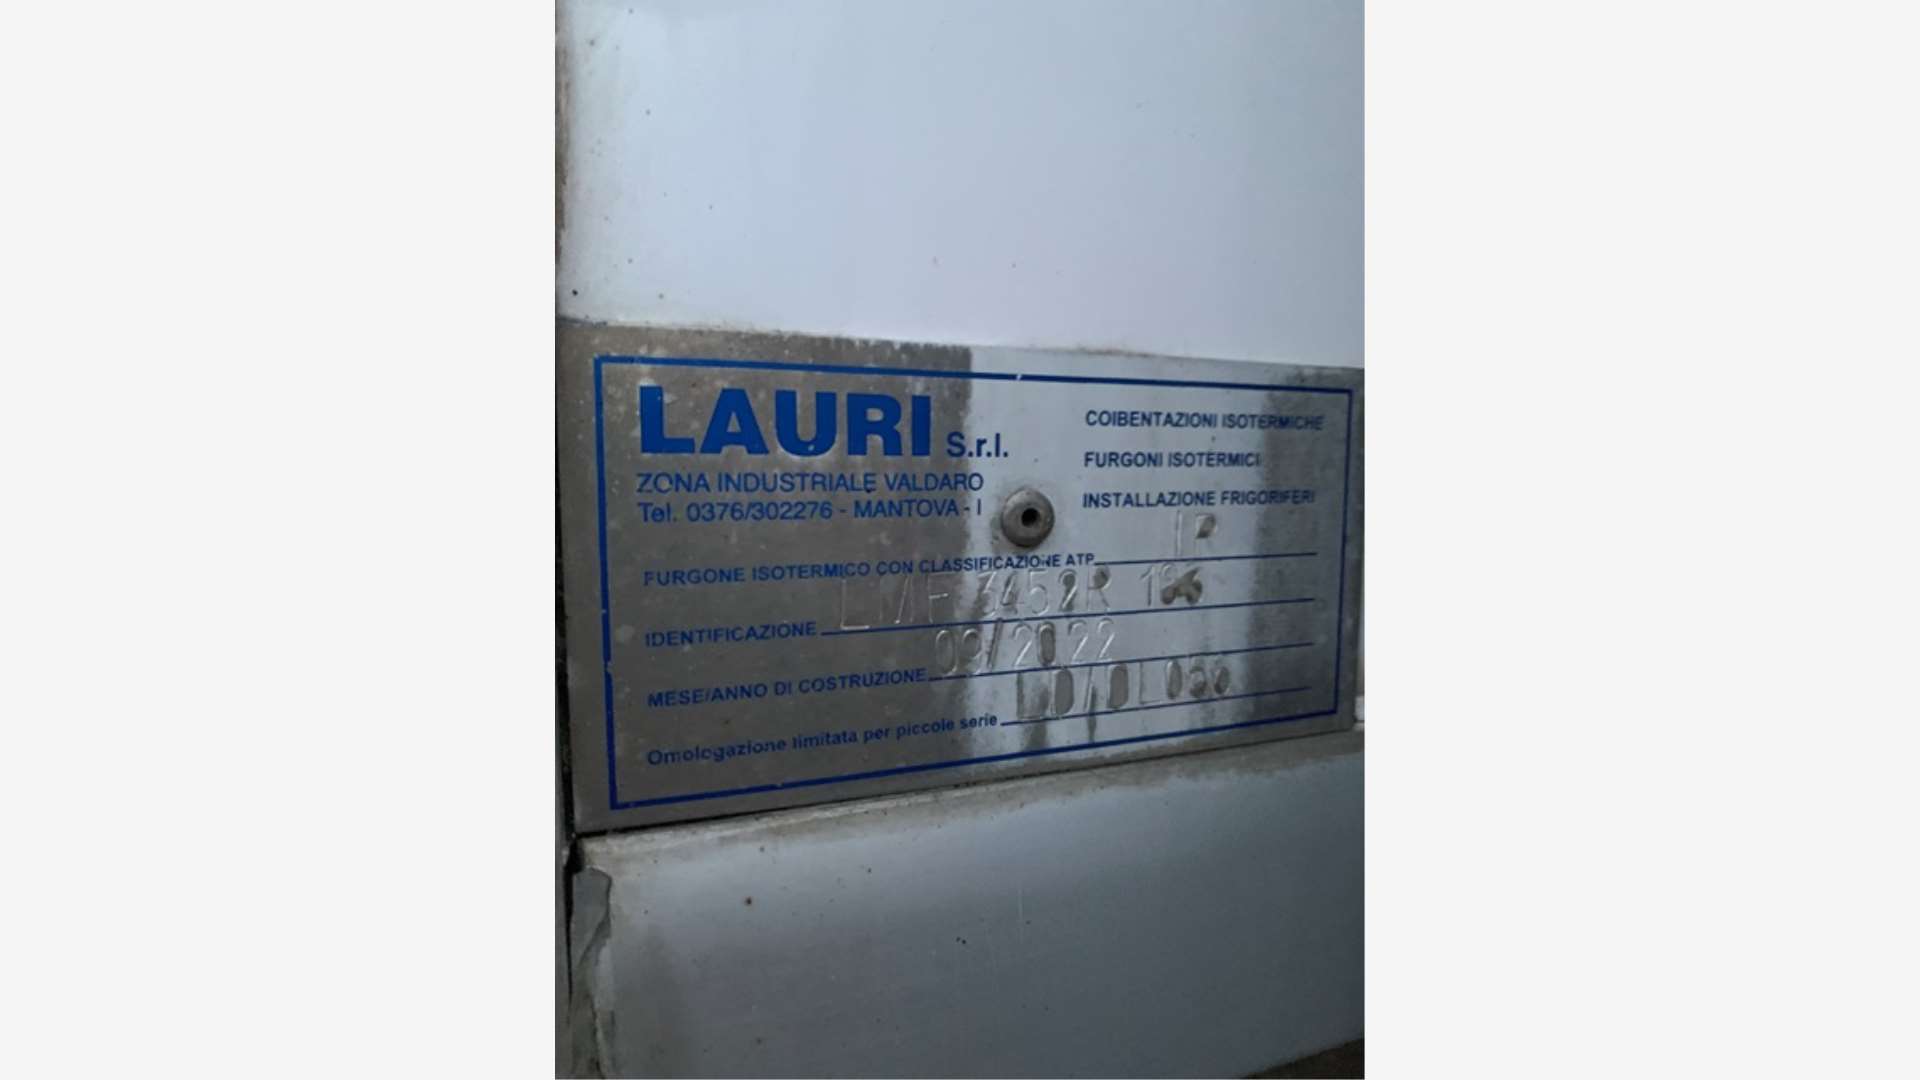 LAURI S.r.l.
ZONA INDUSTRIALE VALDARO
Tel. 0376/302276 - MANTOVA - I
COIBENTAZIONI ISOTERMICHE
FURGONI ISOTERMICI
INSTALLAZIONE FRIGORIFERI
FURGONE ISOTERMICO CON CLASSIFICAZIONE ATP
IDENTIFICAZIONE
MESE/ANNO DI COSTRUZIONE 09/2022
Omologazione limitata per piccole serie